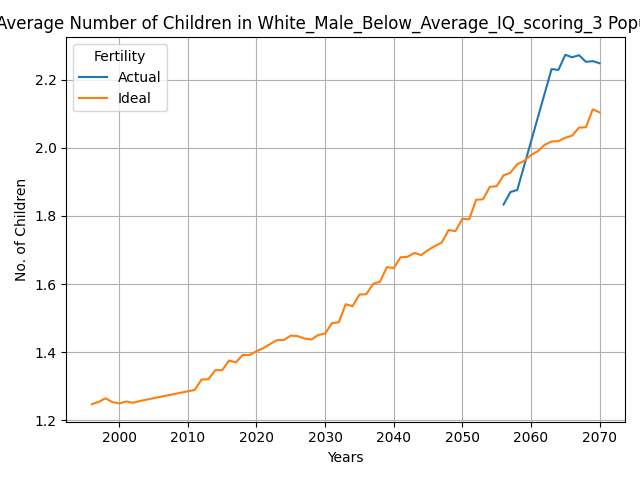 Average Number of Children in White_Male_Below_Average_IQ_scoring_3 Popu
Fertility
Actual
Ideal
2.2
2.0
1.8
1.6
1.4
1.2
No. of Children
2000 2010 2020 2030 2040 2050 2060 2070
Years